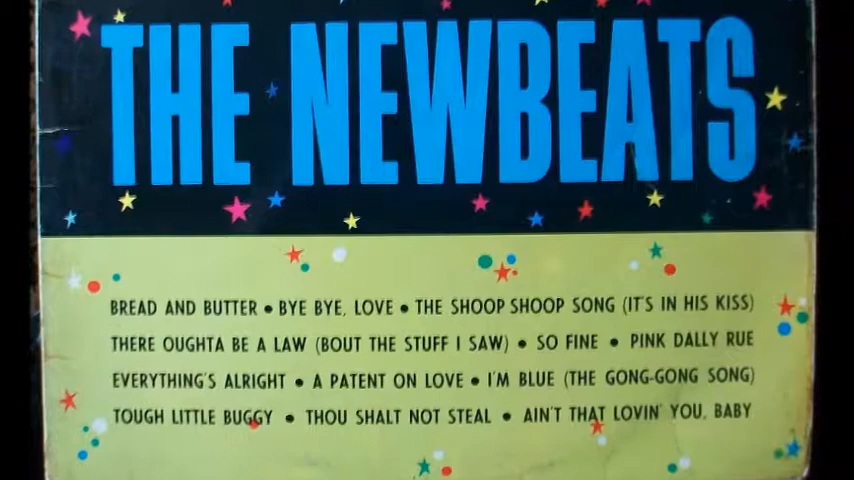 THE NEWBEATS
BREAD AND BUTTER • BYE BYE, LOVE • THE SHOOP SHOOP SONG (IT'S IN HIS KISS)
THERE OUGHTA BE A LAW (BOUT THE STUFF I SAW) • SO FINE • PINK DALLY RUE
EVERYTHING'S ALRIGHT • A PATENT ON LOVE • I'M BLUE (THE GONG-GONG SONG)
TOUGH LITTLE BUGGY • THOU SHALT NOT STEAL • AIN'T THAT LOVIN' YOU, BABY